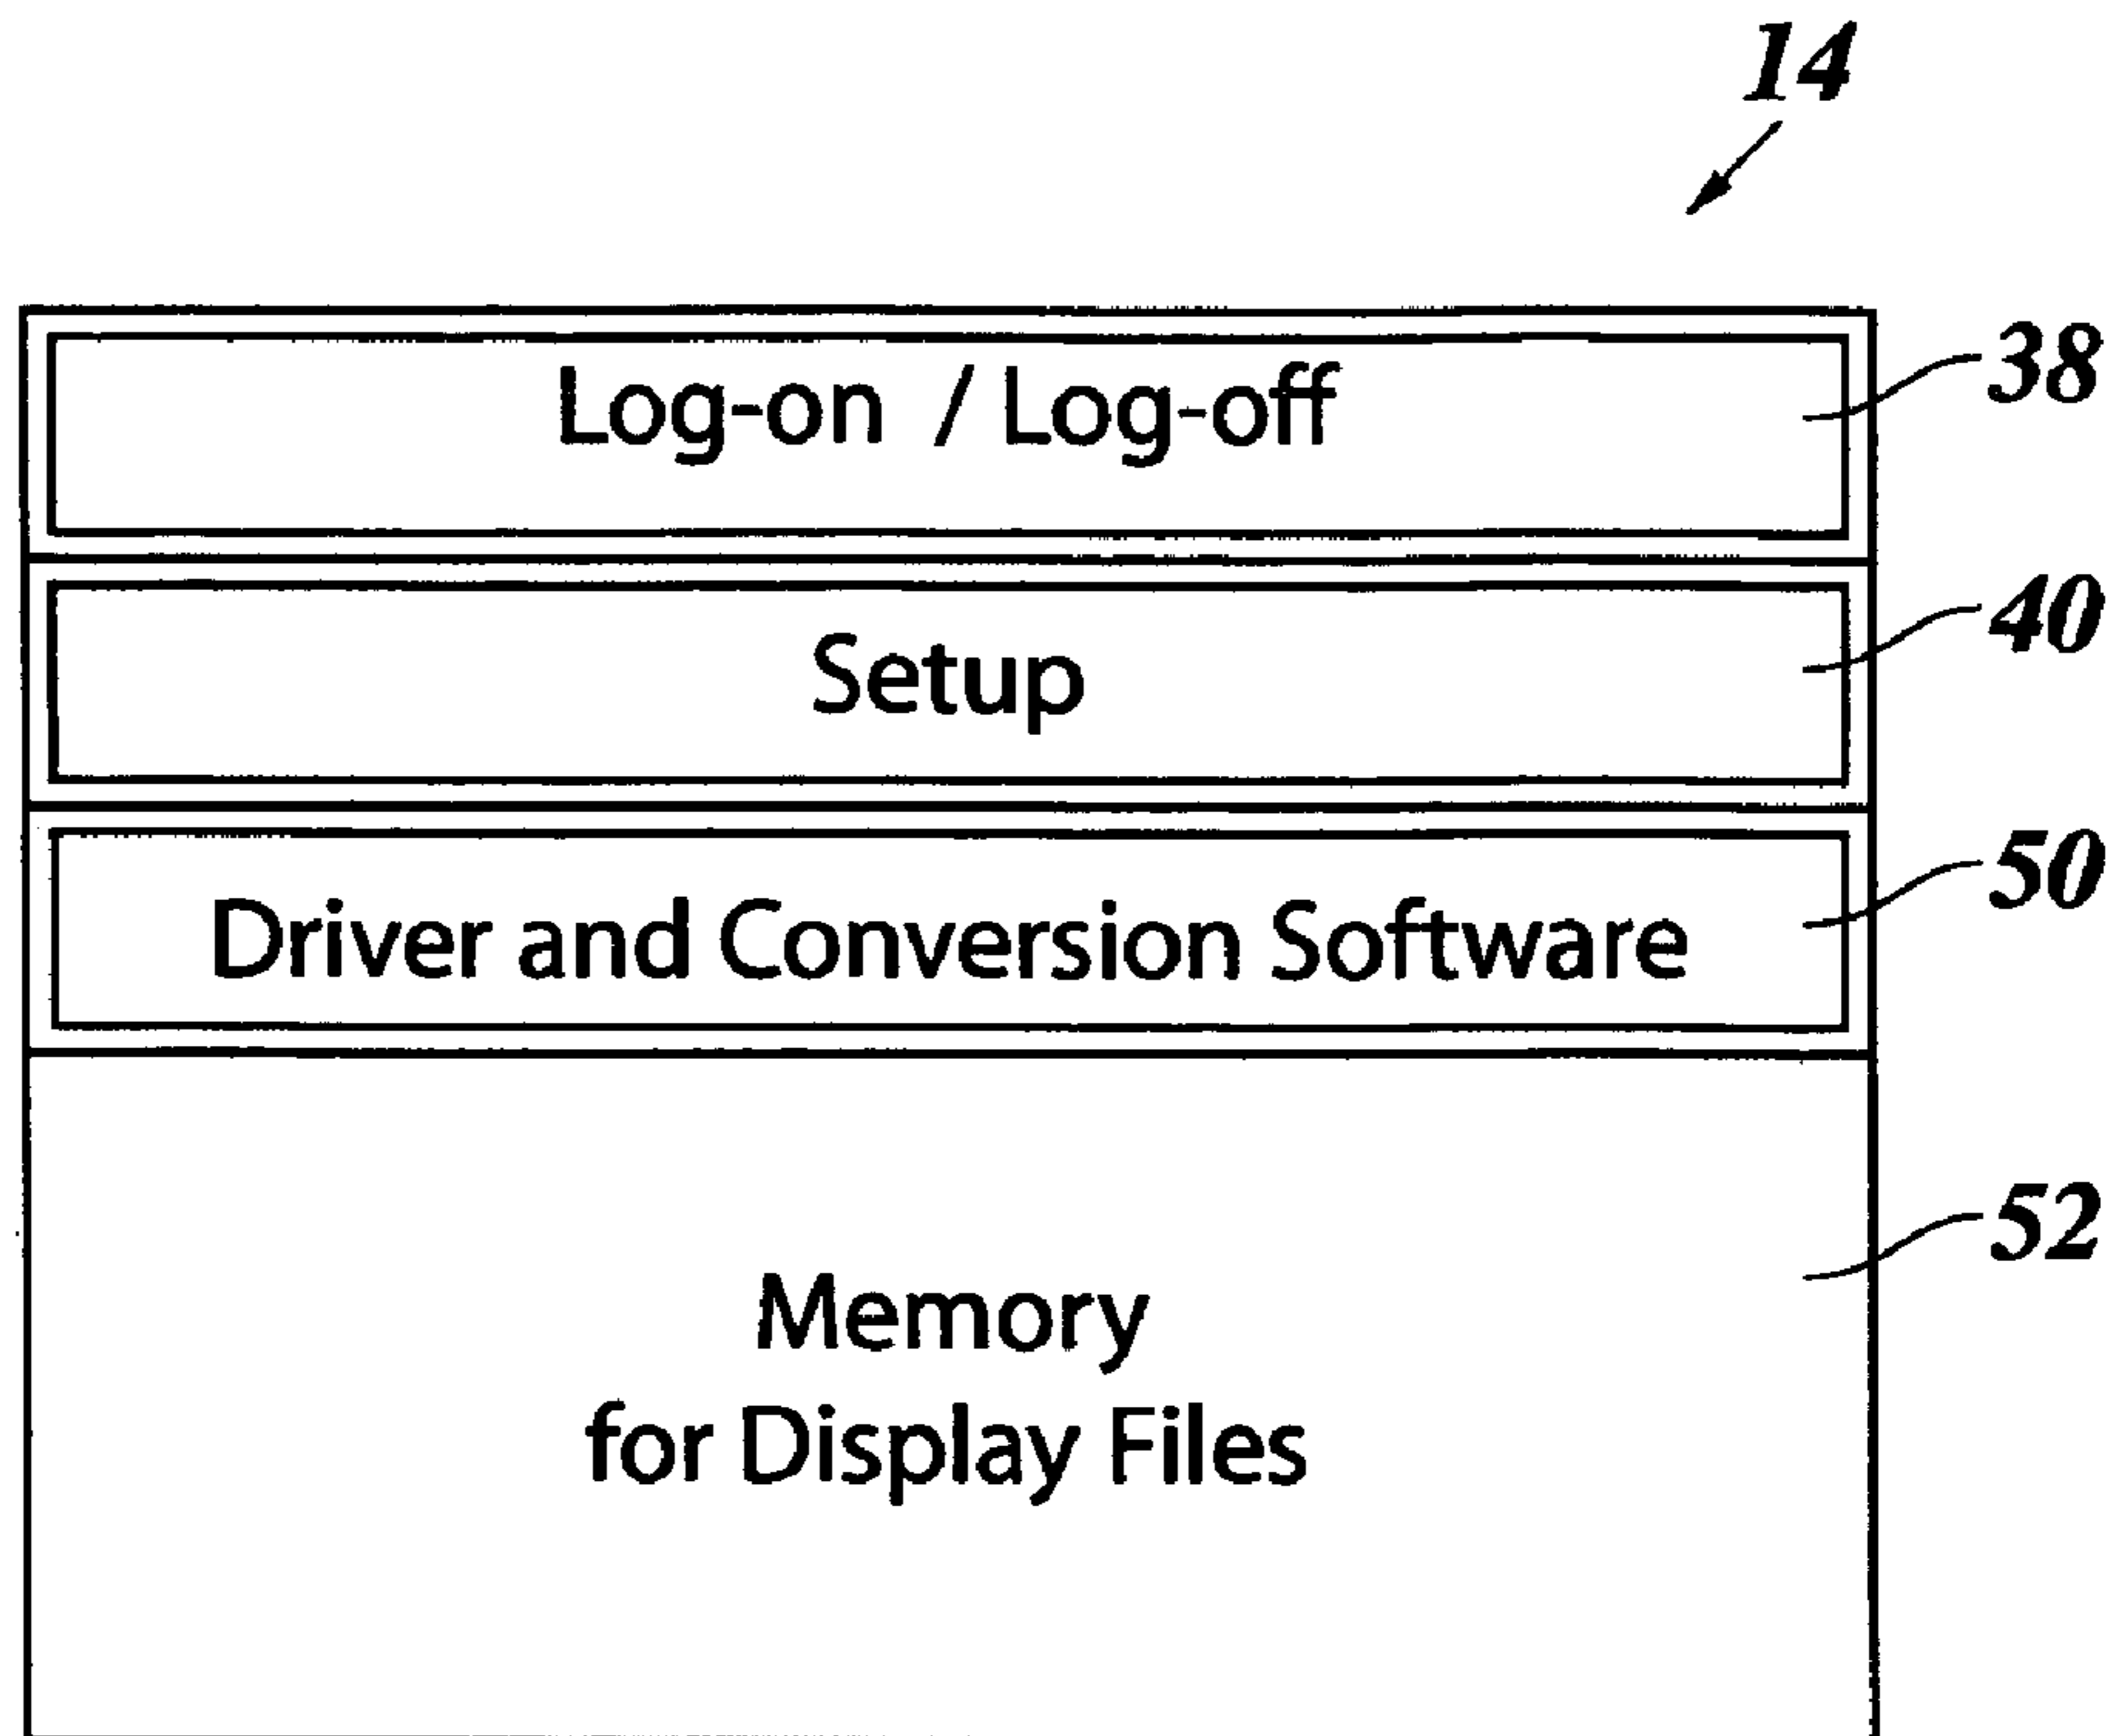 14
Log-on / Log-off
38
Setup
40
Driver and Conversion Software
50
52
Memory
for Display Files